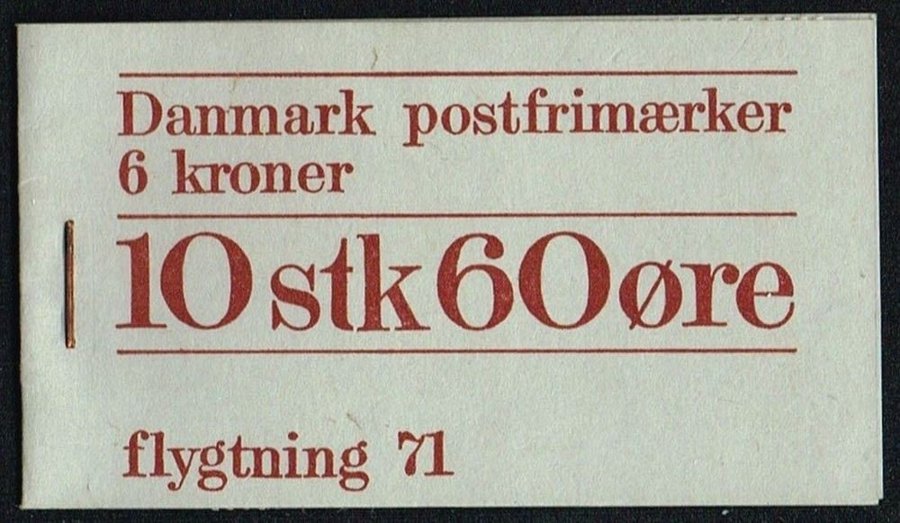 Danmark postfrimærker
6 kroner
10 stk 60 øre
flygtning 71